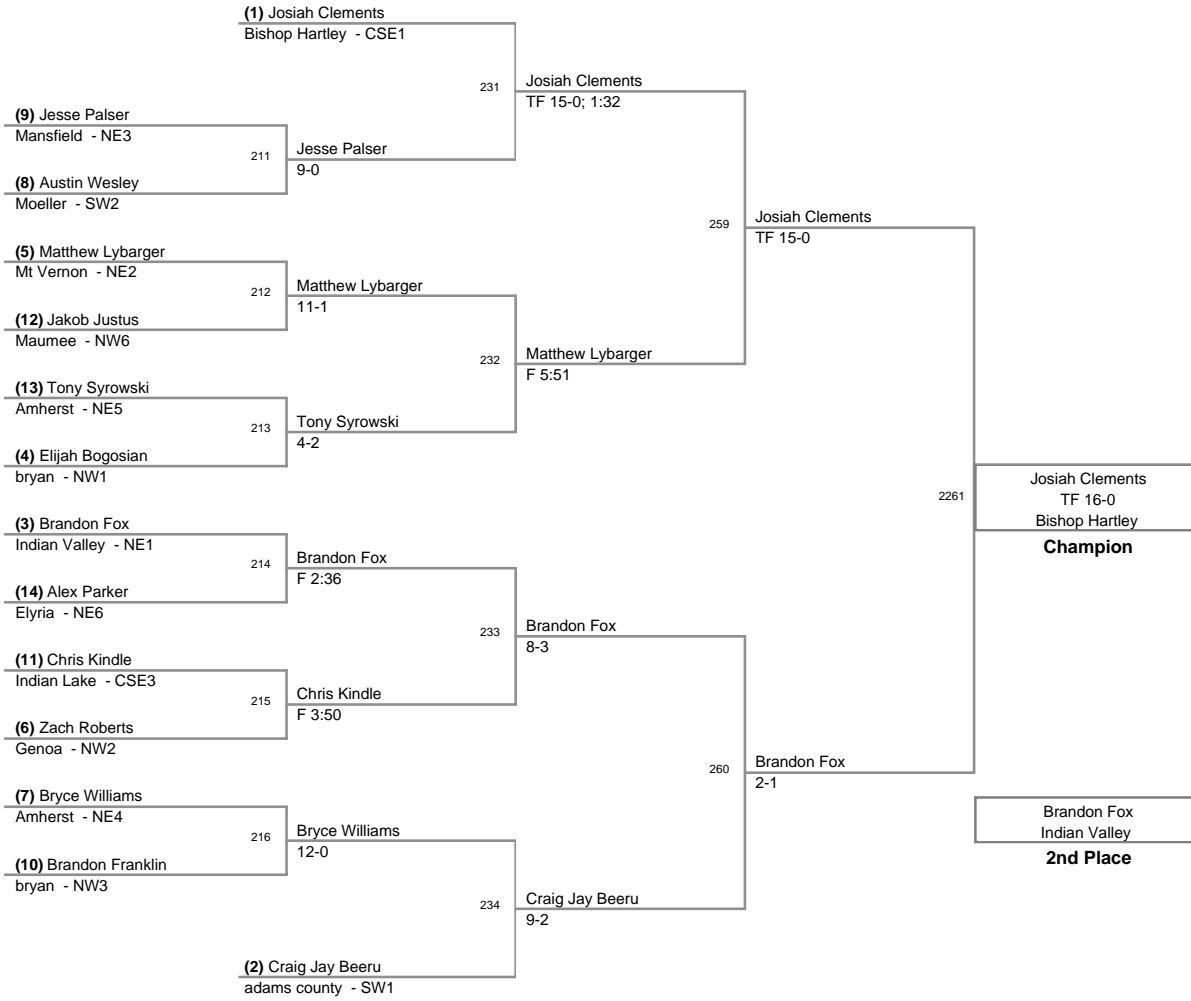 (1) Josiah Clements
Bishop Hartley - CSE1
231
Josiah Clements
TF 15-0; 1:32
(9) Jesse Palser
Mansfield - NE3
211
Jesse Palser
9-0
(8) Austin Wesley
Moeller - SW2
259
Josiah Clements
TF 15-0
(5) Matthew Lybarger
Mt Vernon - NE2
212
Matthew Lybarger
11-1
(12) Jakob Justus
Maumee - NW6
232
Matthew Lybarger
F 5:51
(13) Tony Syrowski
Amherst - NE5
213
Tony Syrowski
4-2
(4) Elijah Bogosian
bryan - NW1
2261
Josiah Clements
TF 16-0
Bishop Hartley
Champion
(3) Brandon Fox
Indian Valley - NE1
214
Brandon Fox
F 2:36
(14) Alex Parker
Elyria - NE6
233
Brandon Fox
8-3
(11) Chris Kindle
Indian Lake - CSE3
215
Chris Kindle
F 3:50
(6) Zach Roberts
Genoa - NW2
260
Brandon Fox
2-1
(7) Bryce Williams
Amherst - NE4
216
Bryce Williams
12-0
(10) Brandon Franklin
bryan - NW3
Brandon Fox
Indian Valley
2nd Place
234
Craig Jay Beeru
9-2
(2) Craig Jay Beeru
adams county - SW1